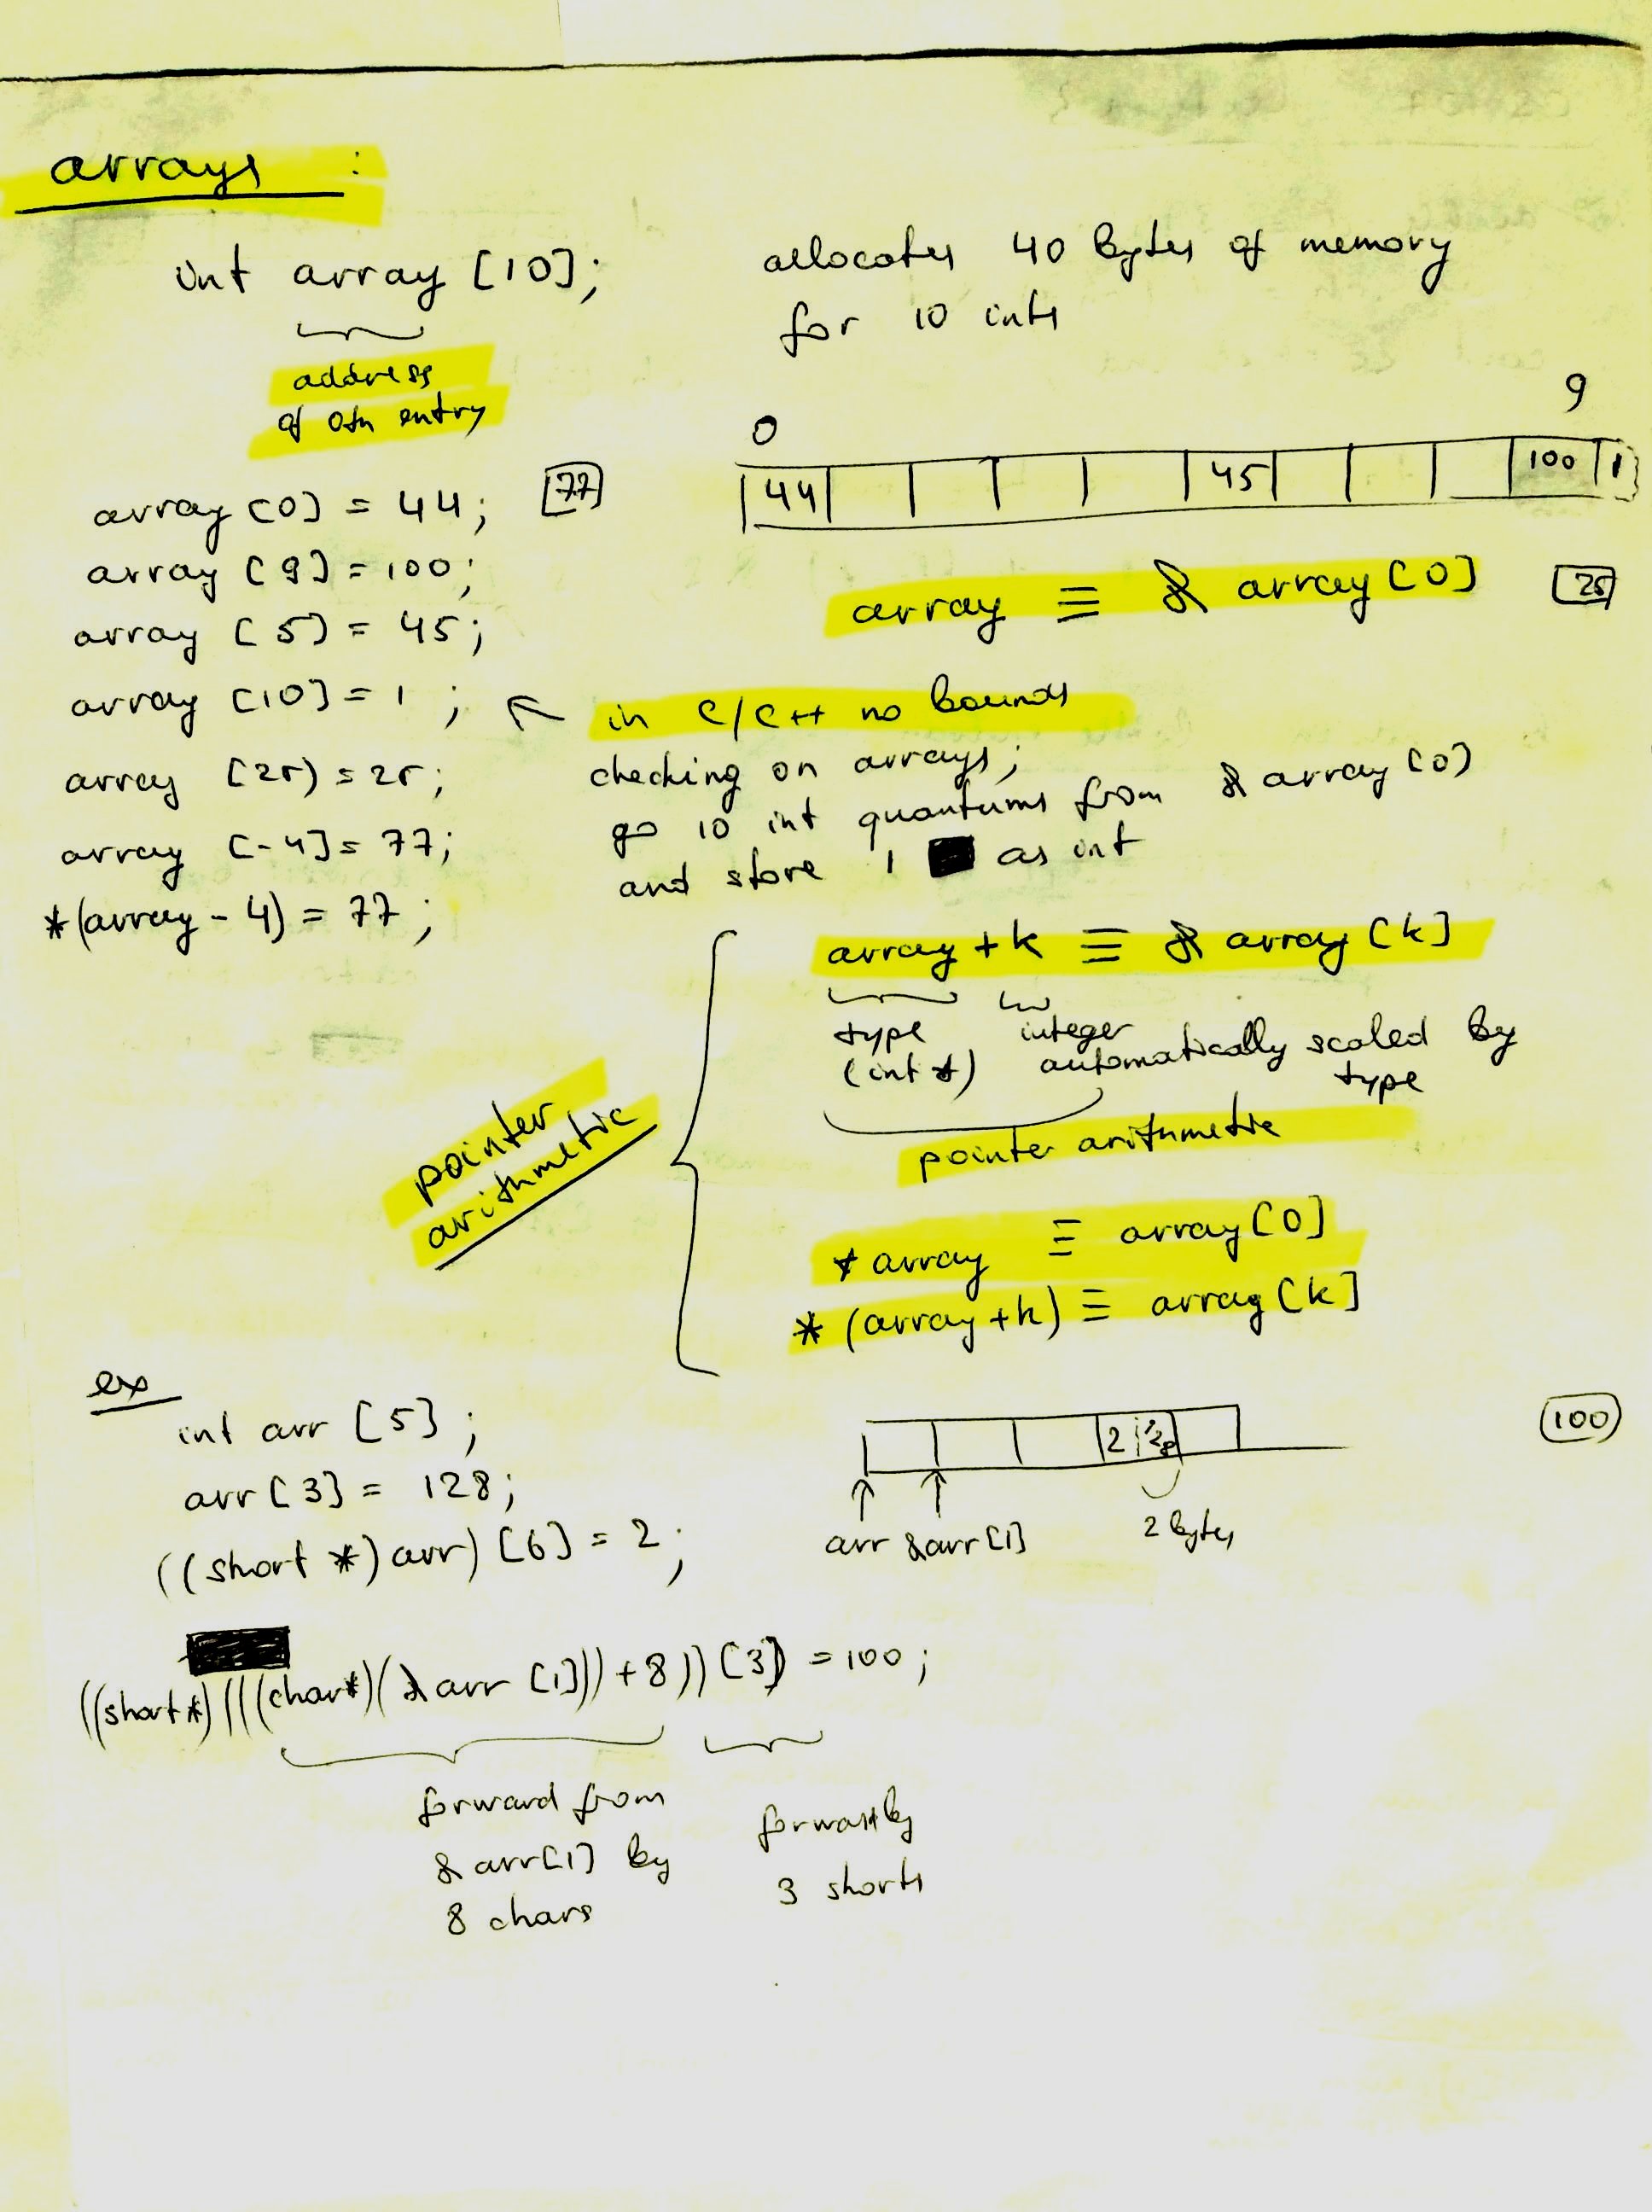 arrays :
int array [10];
allocates 40 bytes of memory
for 10 ints
address
of 0th entry
0
9
44 45 100 1
array [0] = 44;
77
array [9] = 100;
array [5] = 45;
array ≡ & array [0]
25
array [10] = 1 ;
in C/C++ no bounds
checking on arrays;
go 10 int quantums from & array [0]
and store 1 as int
array [25] = 25;
array [-4] = 77;
*(array - 4) = 77 ;
array + k ≡ & array [k]
type
(int *)
integer
automatically scaled by
type
pointer arithmetic
pointer
arithmetic
* array ≡ array [0]
* (array + k) ≡ array [k]
ex
int arr [5] ;
arr [3] = 128;
((short *) arr) [6] = 2 ;
2
100
arr &arr[1]
2 bytes
((short*)(((char*)(& arr [1])) + 8 )) [3] = 100 ;
forward from
& arr[1] by
8 chars
by
3 shorts